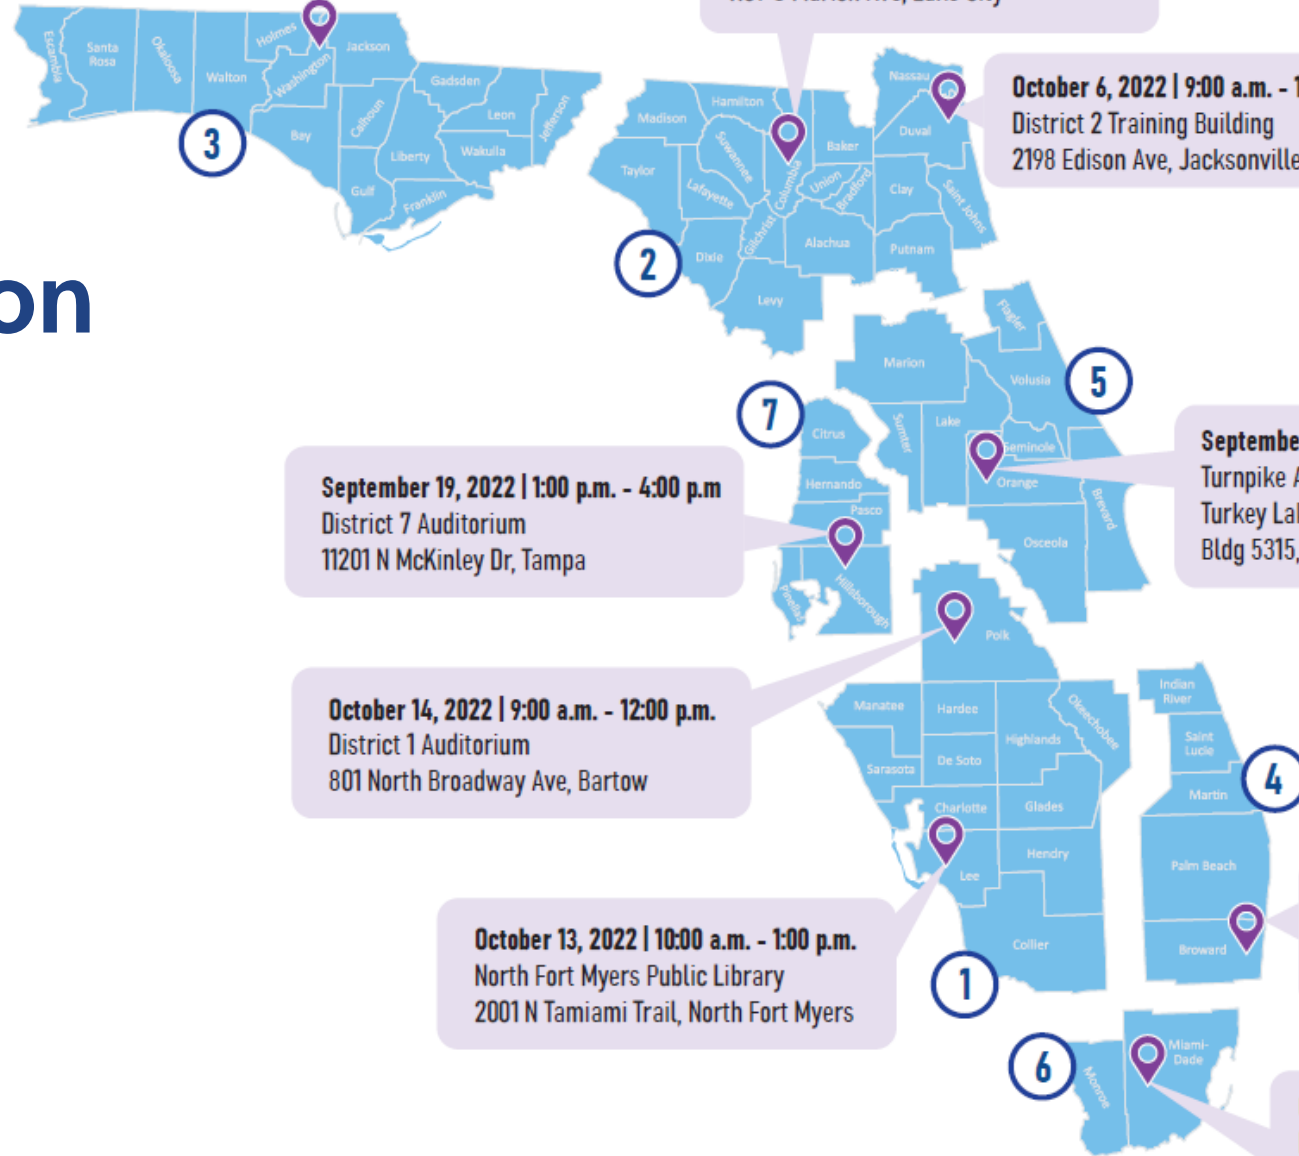 Escambia
Santa
Rosa
Okaloosa
Walton
Holmes
Washington
Jackson
Bay
Calhoun
Gulf
Liberty
Gadsden
Leon
Wakulla
Franklin
Jefferson
3
Ave, Lake City
Madison
Hamilton
Taylor
Suwannee
Lafayette
Columbia
Baker
Union
Bradford
Nassau
Duval
Clay
Saint Johns
Putnam
Alachua
Gilchrist
Dixie
Levy
2
October 6, 2022 | 9:00 a.m. - 1
District 2 Training Building
2198 Edison Ave, Jacksonville
on
Flagler
Marion
Volusia
5
Sumter
Lake
Seminole
Orange
Brevard
Osceola
Septembe
Turnpike A
Turkey Lak
Bldg 5315,
7
Citrus
Hernando
Pasco
Pinellas
Hillsborough
September 19, 2022 | 1:00 p.m. - 4:00 p.m
District 7 Auditorium
11201 N McKinley Dr, Tampa
Polk
October 14, 2022 | 9:00 a.m. - 12:00 p.m.
District 1 Auditorium
801 North Broadway Ave, Bartow
Manatee
Hardee
Okeechobee
Highlands
Sarasota
De Soto
Charlotte
Glades
Lee
Hendry
Collier
1
Indian
River
Saint
Lucie
Martin
4
Palm Beach
Broward
October 13, 2022 | 10:00 a.m. - 1:00 p.m.
North Fort Myers Public Library
2001 N Tamiami Trail, North Fort Myers
6
Monroe
Miami-
Dade